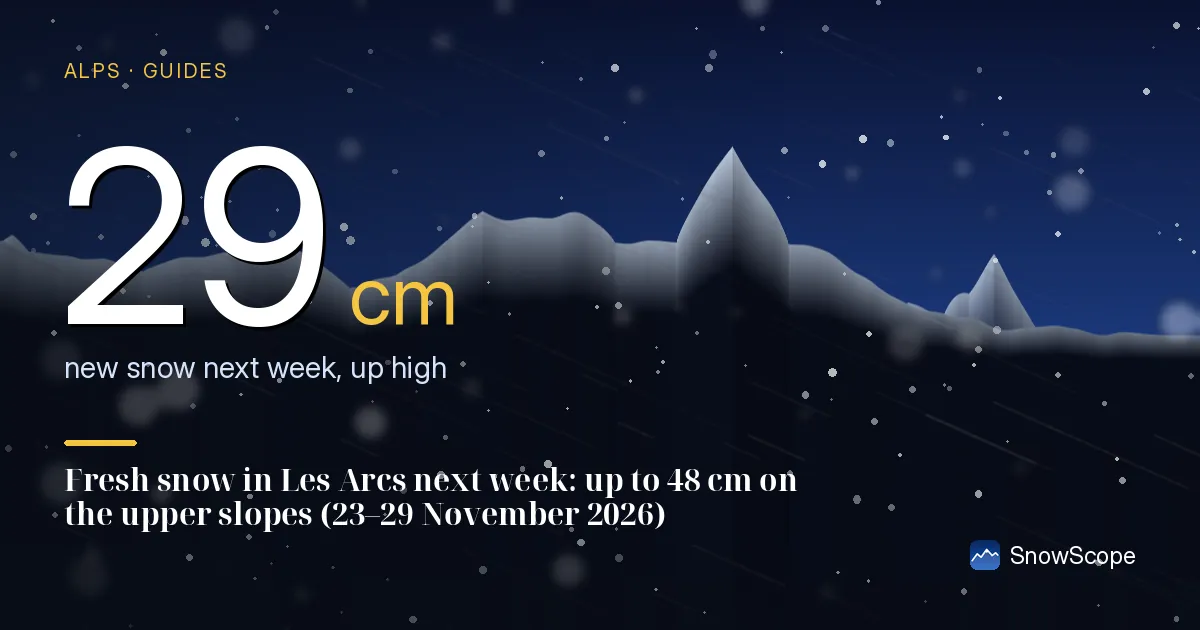 ALPS · GUIDES
29 cm
new snow next week, up high
Fresh snow in Les Arcs next week: up to 48 cm on
the upper slopes (23–29 November 2026)
SnowScope